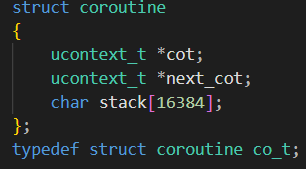 struct coroutine
{
    ucontext_t *cot;
    ucontext_t *next_cot;
    char stack[16384];
};
typedef struct coroutine co_t;